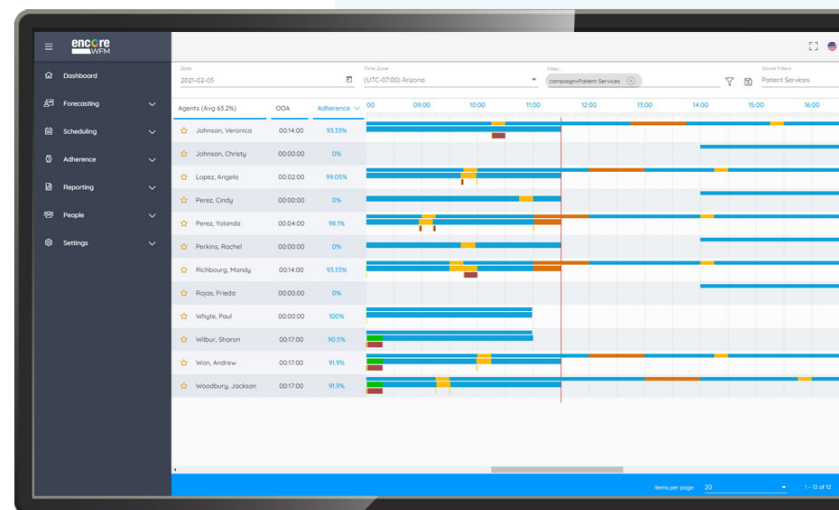 encore
WFM
Date
2021-02-05
Time Zone
(UTC-07:00) Arizona
Filter...
campaign=Patient Services
Saved Filters
Patient Services
Dashboard
Forecasting
Scheduling
Adherence
Reporting
People
Settings
Agents (Avg 63.2%) OOA Adherence 00 09:00 10:00 11:00 12:00 13:00 14:00 15:00 16:00
Johnson, Veronica 00:14:00 93.33%
Johnson, Christy 00:00:00 0%
Lopez, Angela 00:02:00 99.05%
Perez, Cindy 00:00:00 0%
Perez, Yolanda 00:04:00 98.1%
Perkins, Rachel 00:00:00 0%
Richbourg, Mandy 00:14:00 93.33%
Rojas, Frieda 00:00:00 0%
Whyte, Paul 00:00:00 100%
Wilbur, Sharon 00:17:00 90.5%
Won, Andrew 00:17:00 91.9%
Woodbury, Jackson 00:17:00 91.9%
Items per page: 20 1 - 12 of 12